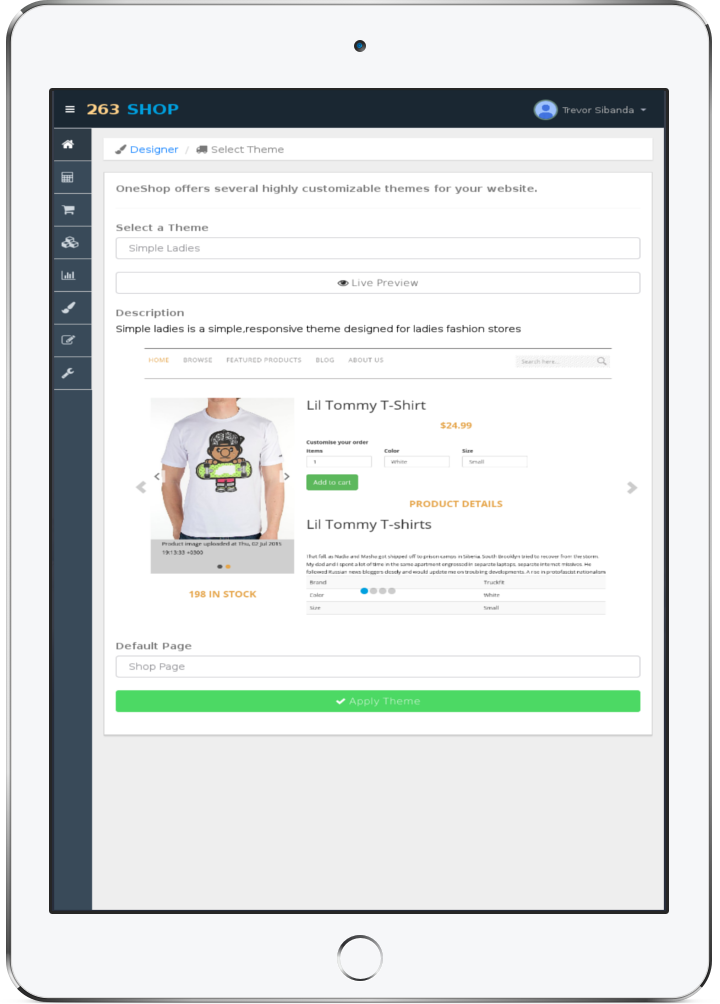 263 SHOP
Trevor Sibanda
Designer / Select Theme
OneShop offers several highly customizable themes for your website.
Select a Theme
Simple Ladies
Live Preview
Description
Simple ladies is a simple,responsive theme designed for ladies fashion stores
HOME BROWSE FEATURED PRODUCTS BLOG ABOUT US
Search here...
Lil Tommy T-Shirt
$24.99
Customise your order
Items Color Size
1 White Small
Add to cart
PRODUCT DETAILS
Lil Tommy T-shirts
Product image uploaded at Thu, 02 Jul 2015
19:13:33 +0300
198 IN STOCK
That fall, as Nadia and Masha got shipped off to prison camps in Siberia, South Brooklyn tried to recover from the storm.
My dad and I spent a lot of time in the same apartment engrossed in separate laptops, separate internet missions. He
followed Russian news bloggers closely and would update me on troubling developments. A rise in protofascist nationalism
Brand Truckfit
Color White
Size Small
Default Page
Shop Page
Apply Theme